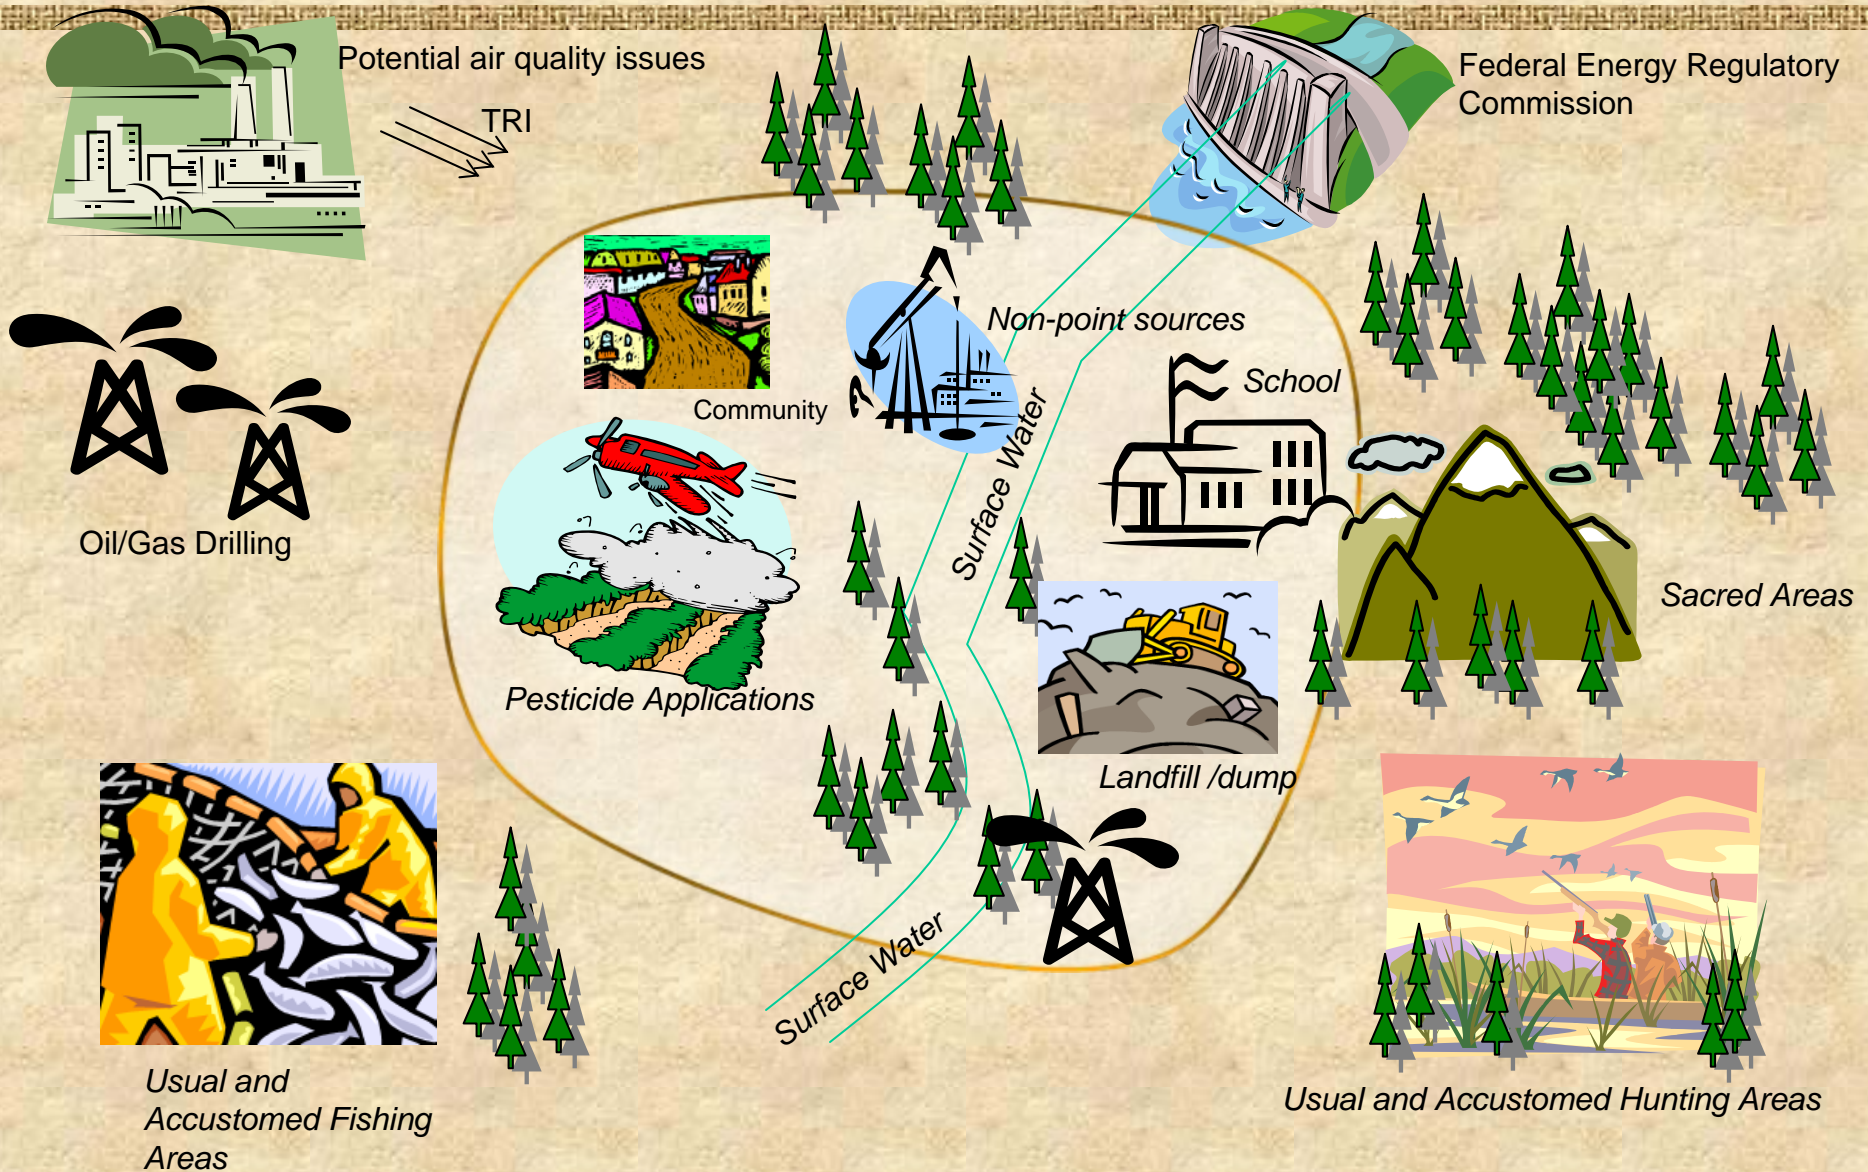 Potential air quality issues
TRI
Federal Energy Regulatory
Commission
Non-point sources
School
Community
Surface Water
Oil/Gas Drilling
Sacred Areas
Pesticide Applications
Landfill /dump
Surface Water
Usual and
Accustomed Fishing
Areas
Usual and Accustomed Hunting Areas